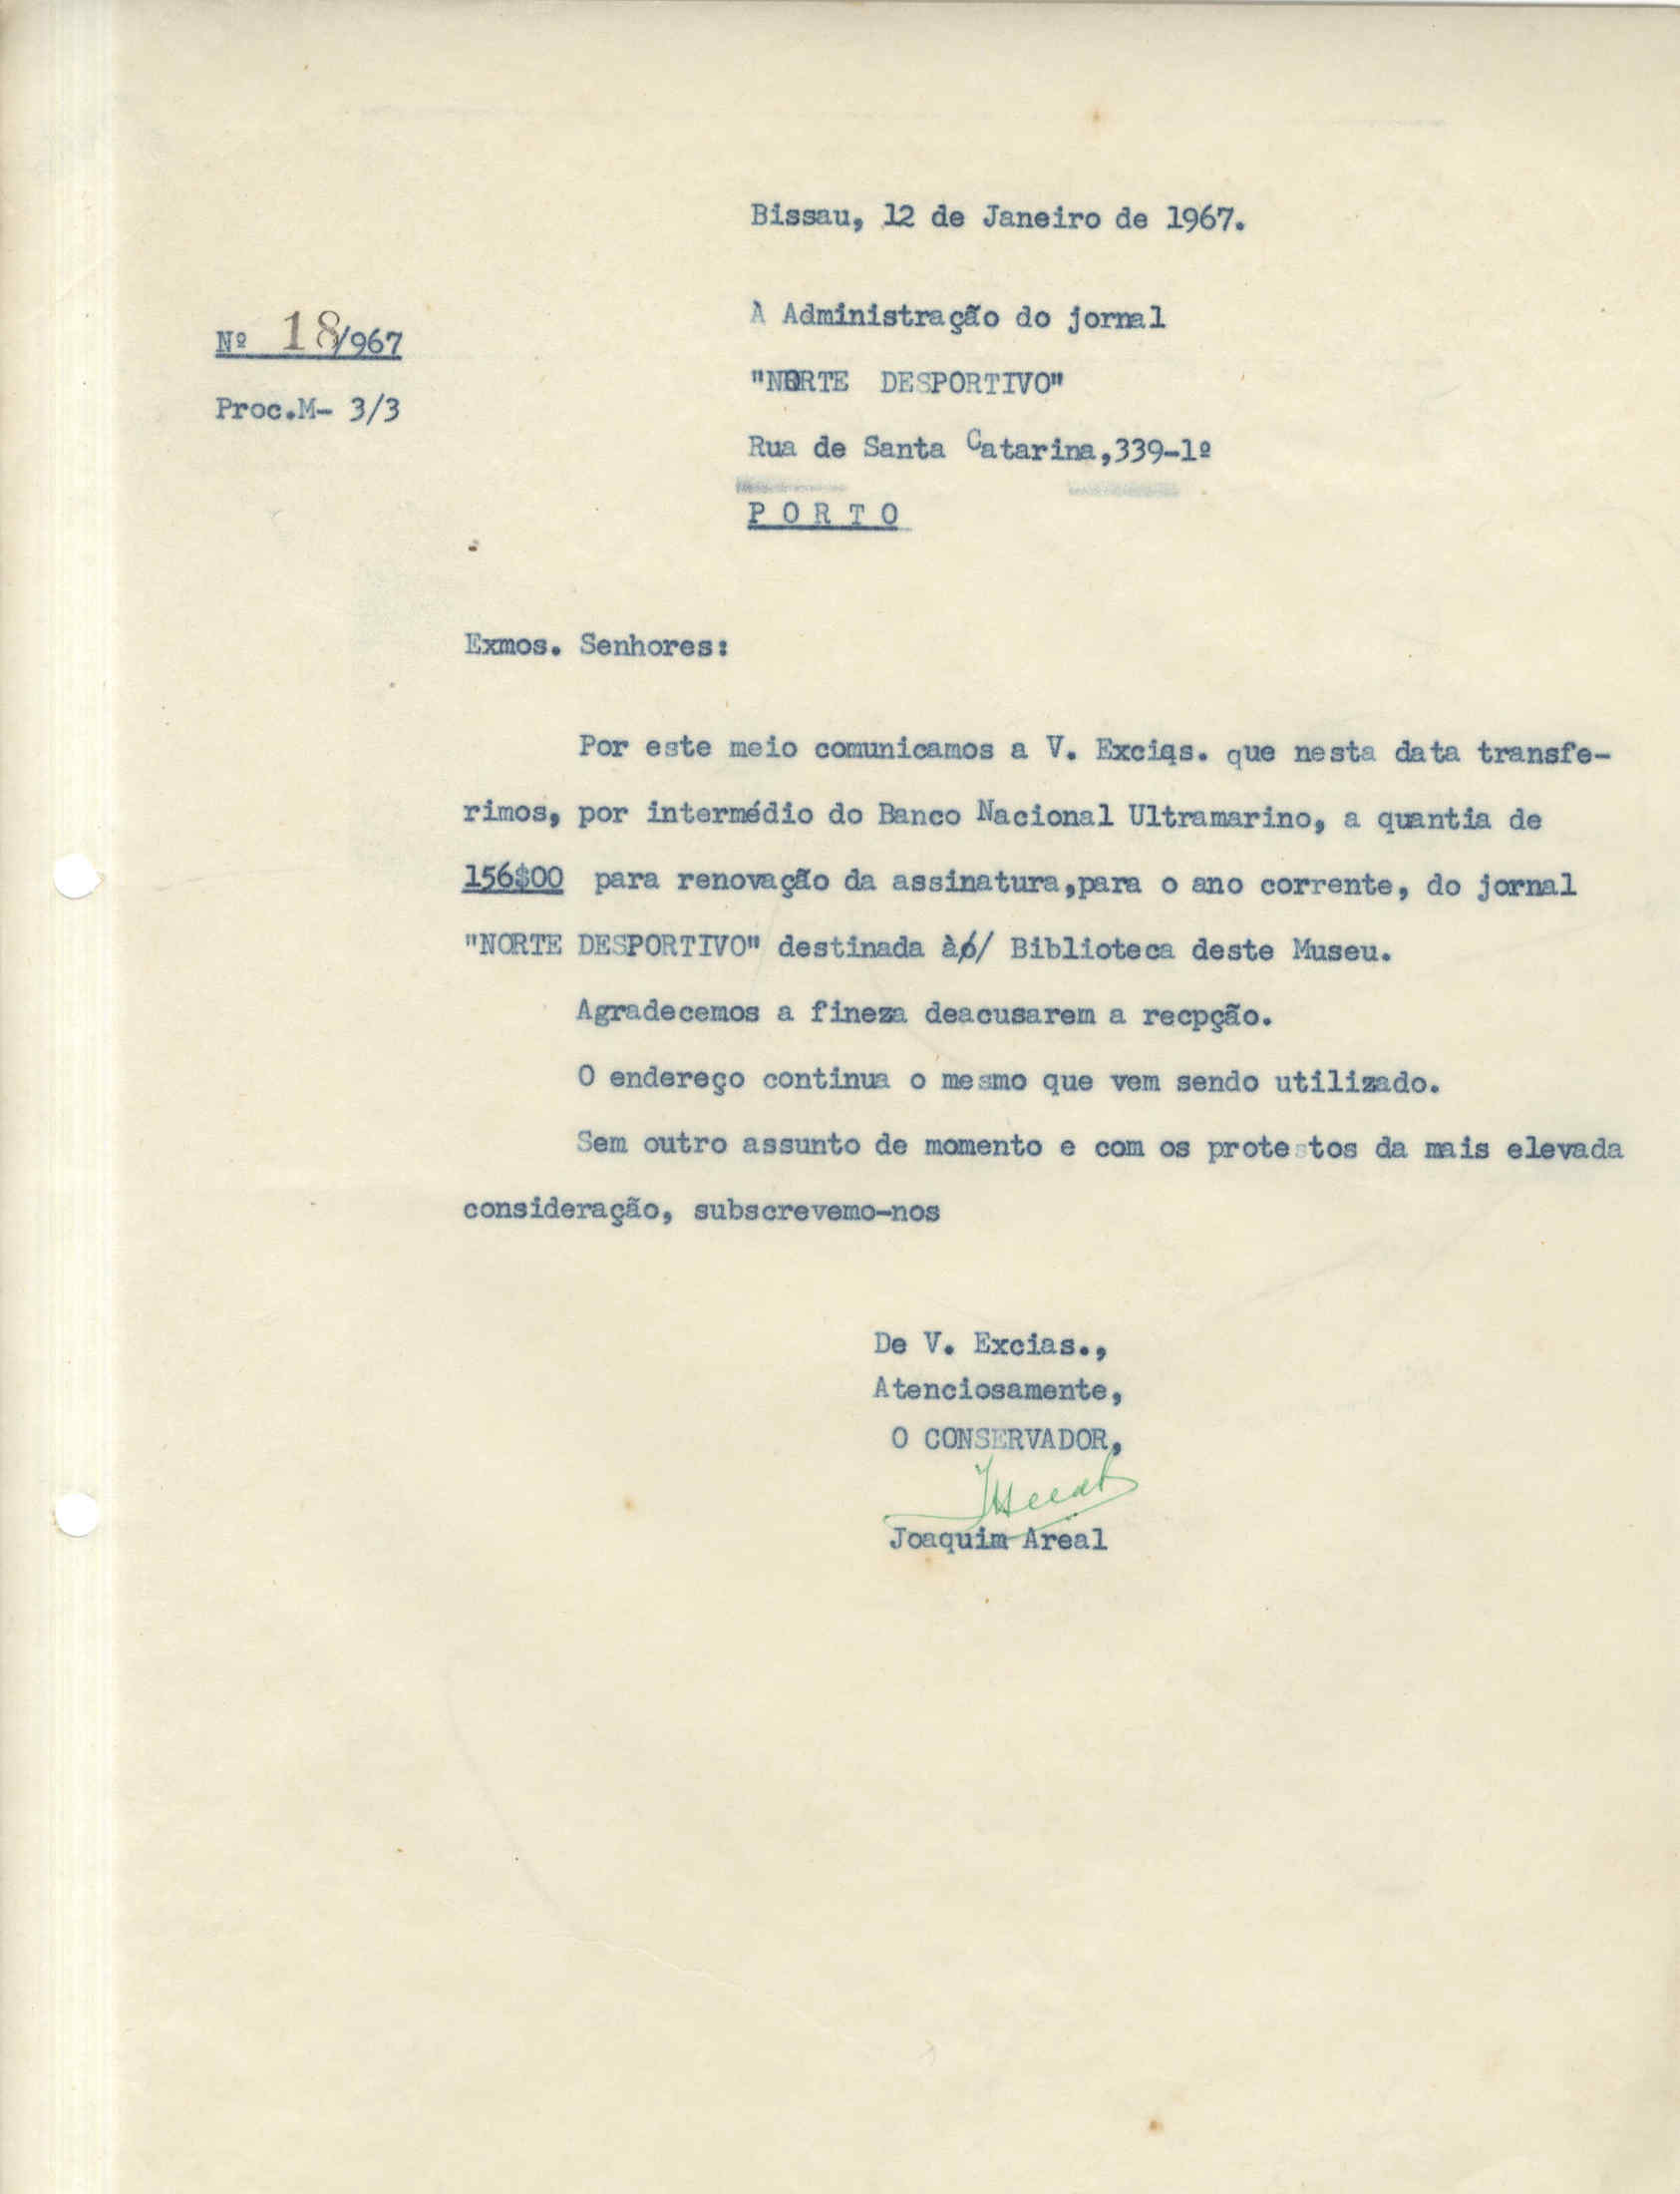 Bissau, 12 de Janeiro de 1967.
À Administração do jornal
Nº 18/967
"NORTE DESPORTIVO"
Proc.M- 3/3
Rua de Santa Catarina,339-1º
PORTO
Exmos. Senhores:
Por este meio comunicamos a V. Excias. que nesta data transfe-
rimos, por intermédio do Banco Nacional Ultramarino, a quantia de
156$00 para renovação da assinatura,para o ano corrente, do jornal
"NORTE DESPORTIVO" destinada à Biblioteca deste Museu.
Agradecemos a fineza deacusarem a recpção.
O endereço continua o mesmo que vem sendo utilizado.
Sem outro assunto de momento e com os protestos da mais elevada
consideração, subscrevemo-nos
De V. Excias.,
Atenciosamente,
O CONSERVADOR,
Joaquim Areal